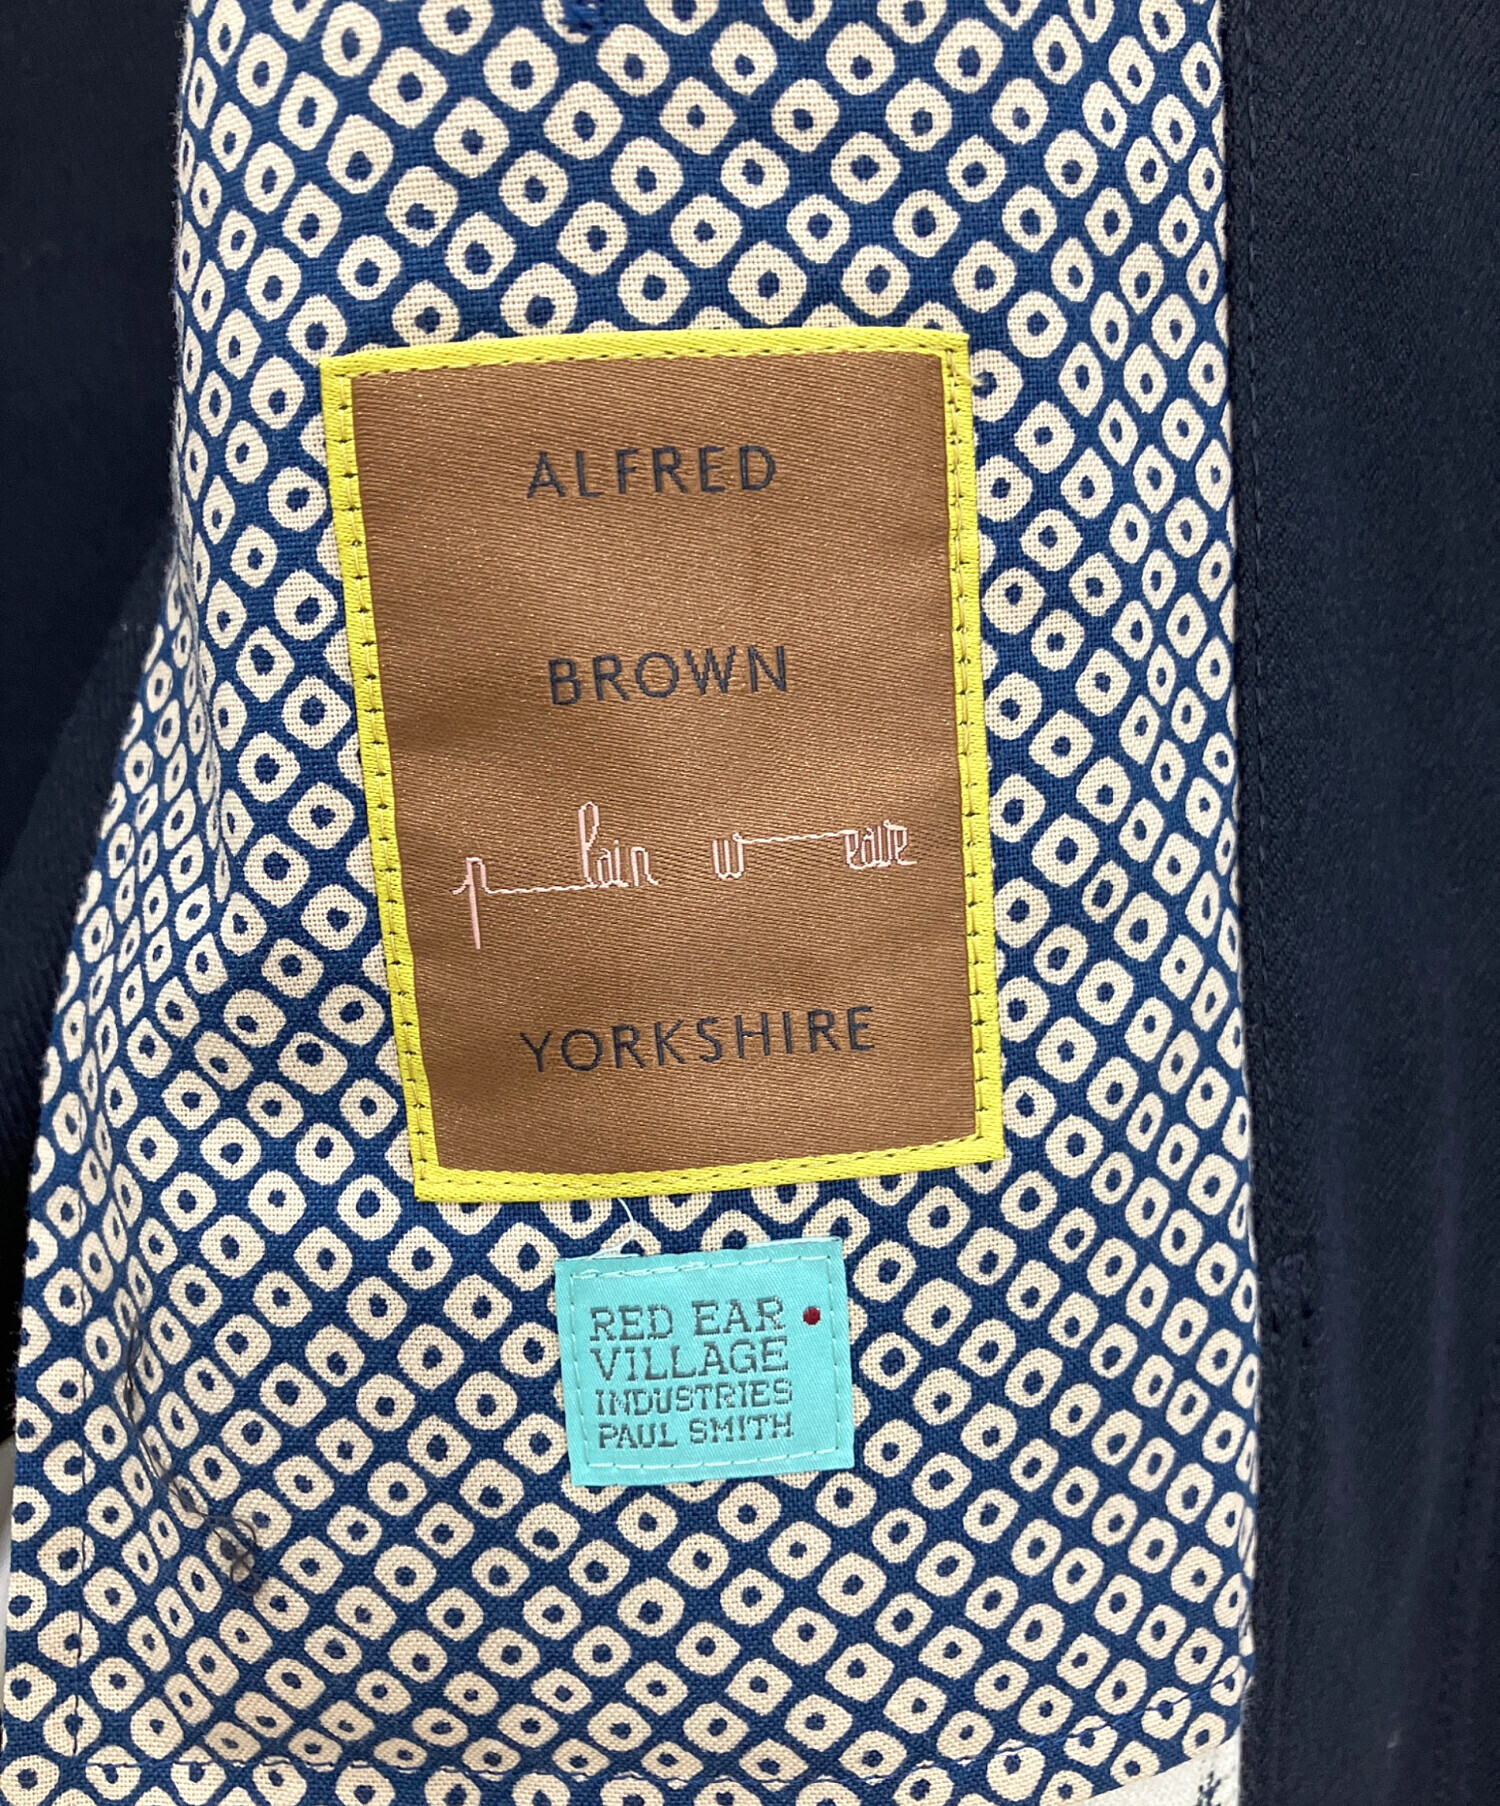 ALFRED
BROWN
plain weave
YORKSHIRE
RED EAR
VILLAGE
INDUSTRIES
PAUL SMITH